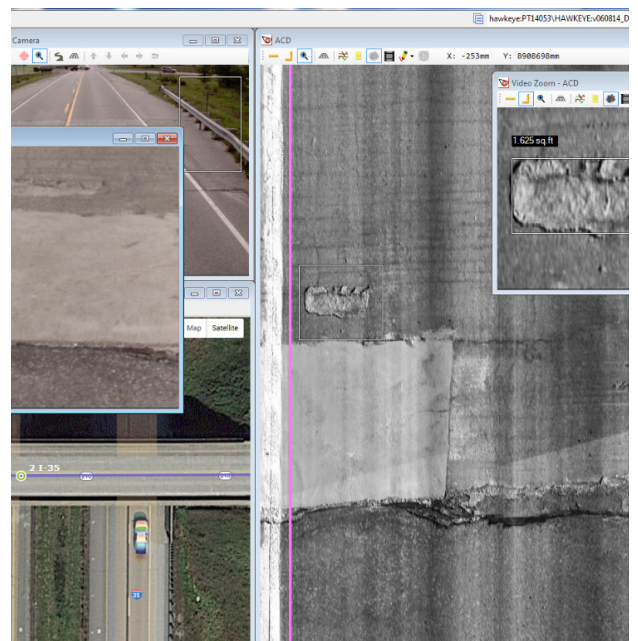 hawkeye:PT14053\HAWKEYE:v060814_D
Camera
ACD
X: -253mm Y: 8908698mm
Video Zoom - ACD
1.625 sq.ft
Map Satellite
2 I-35
35